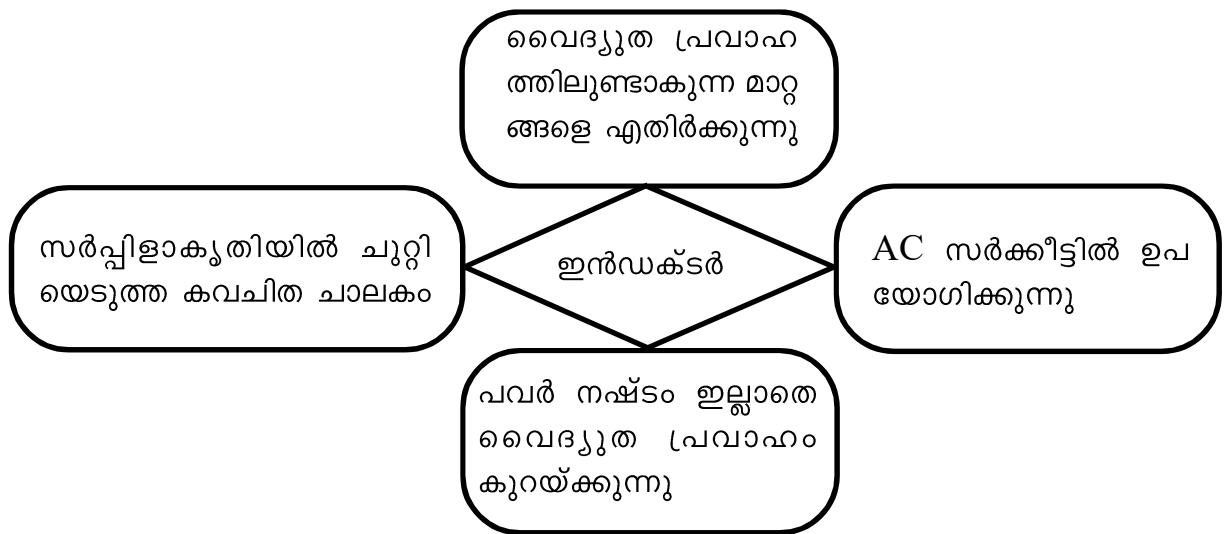 വൈദ്യുത പ്രവാഹ
ത്തിലുണ്ടാകുന്ന മാറ്റ
ങ്ങളെ എതിർക്കുന്നു
സർപ്പിളാകൃതിയിൽ ചുറ്റി
യെടുത്ത കവചിത ചാലകം
ഇൻഡക്ടർ
AC സർക്കീട്ടിൽ ഉപ
യോഗിക്കുന്നു
പവർ നഷ്ടം ഇല്ലാതെ
വൈദ്യുത പ്രവാഹം
കുറയ്ക്കുന്നു